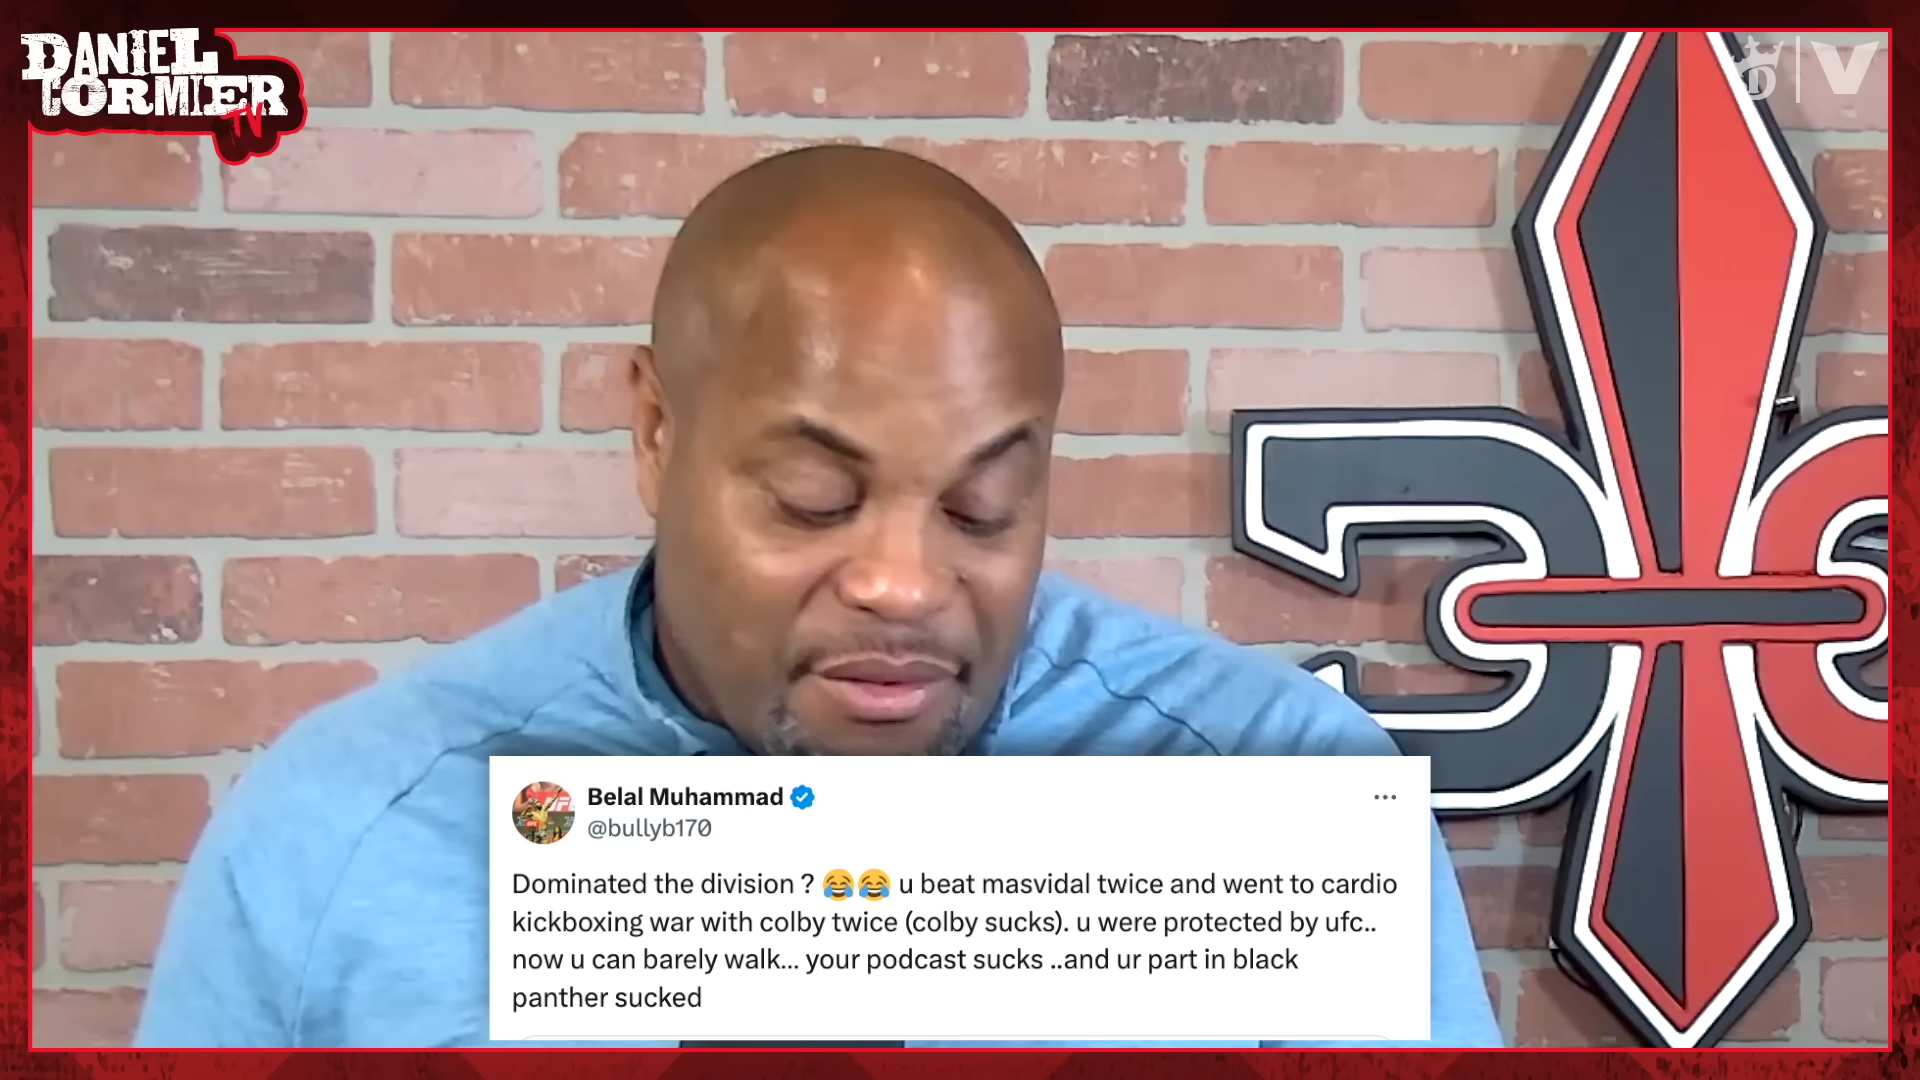 DANIEL
CORMIER
TV
D | V
Belal Muhammad
@bullyb170
Dominated the division ? 😂😂 u beat masvidal twice and went to cardio
kickboxing war with colby twice (colby sucks). u were protected by ufc..
now u can barely walk... your podcast sucks ..and ur part in black
panther sucked